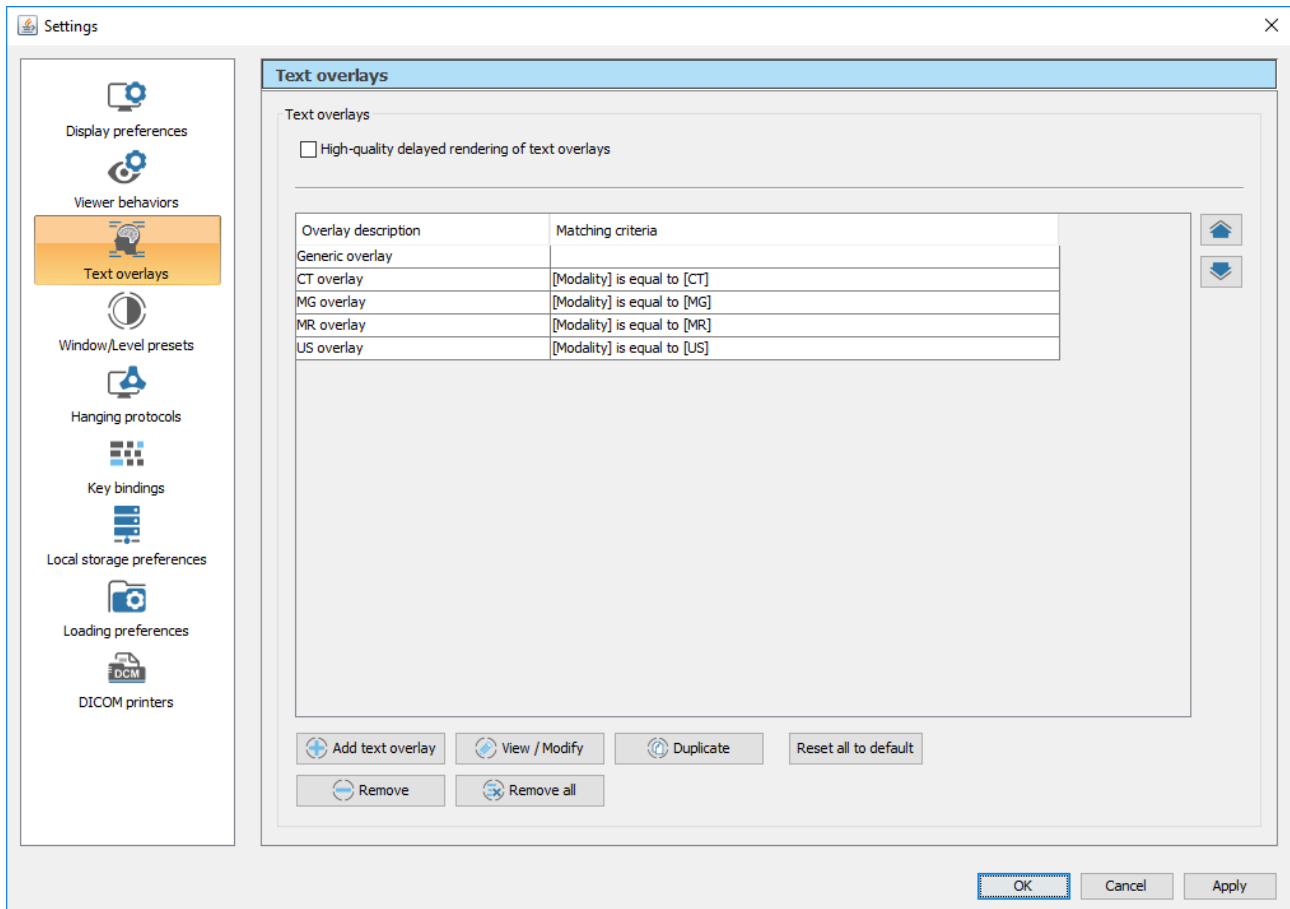 Settings
Display preferences
Viewer behaviors
Text overlays
Window/Level presets
Hanging protocols
Key bindings
Local storage preferences
Loading preferences
DCM
DICOM printers
Text overlays
Text overlays
High-quality delayed rendering of text overlays
Overlay description Matching criteria
Generic overlay
CT overlay [Modality] is equal to [CT]
MG overlay [Modality] is equal to [MG]
MR overlay [Modality] is equal to [MR]
US overlay [Modality] is equal to [US]
Add text overlay View / Modify Duplicate Reset all to default
Remove Remove all
OK Cancel Apply